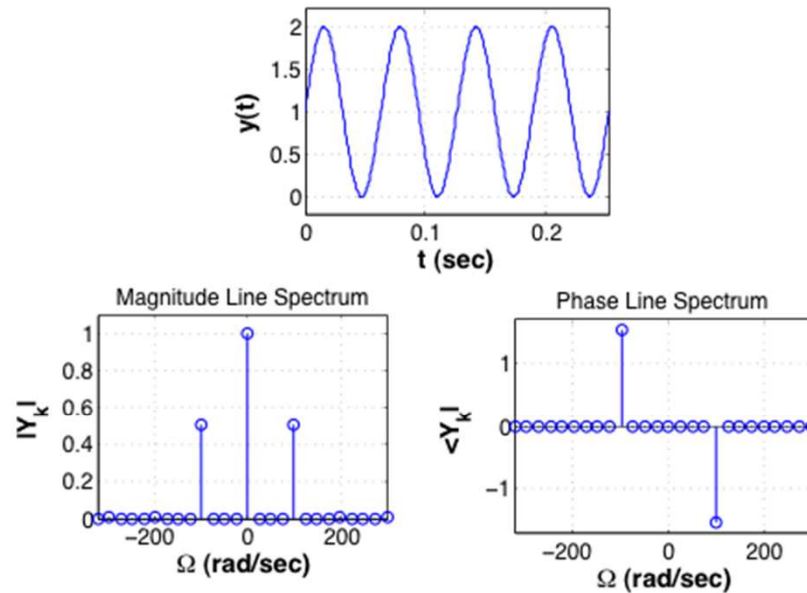 2
1.5
y(t)
1
0.5
0
0 0.1 0.2
t (sec)
Magnitude Line Spectrum
1
0.8
|Y_k|
0.6
0.4
0.2
0
−200 0 200
Ω (rad/sec)
Phase Line Spectrum
1
<Y_k|
0
−1
−200 0 200
Ω (rad/sec)